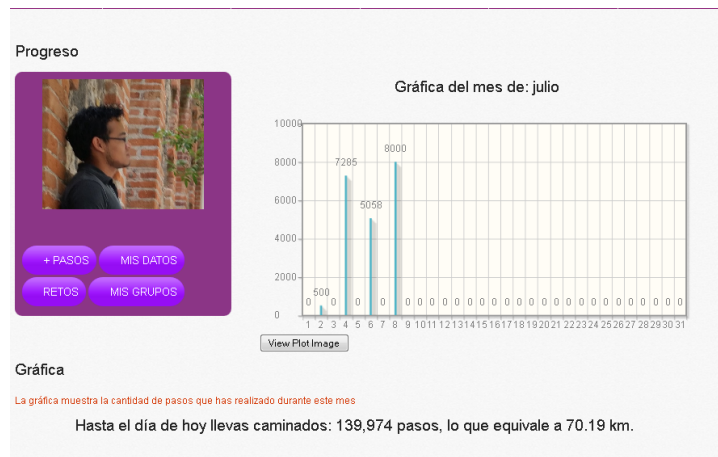 Progreso
+ PASOS MIS DATOS
RETOS MIS GRUPOS
Gráfica del mes de: julio
10000
8000
6000
4000
2000
0
0 500 0 7285 0 5058 0 8000 0 0 0 0 0 0 0 0 0 0 0 0 0 0 0 0 0 0 0 0 0 0 0
1 2 3 4 5 6 7 8 9 10 11 12 13 14 15 16 17 18 19 20 21 22 23 24 25 26 27 28 29 30 31
View Plot Image
Gráfica
La gráfica muestra la cantidad de pasos que has realizado durante este mes
Hasta el día de hoy llevas caminados: 139,974 pasos, lo que equivale a 70.19 km.